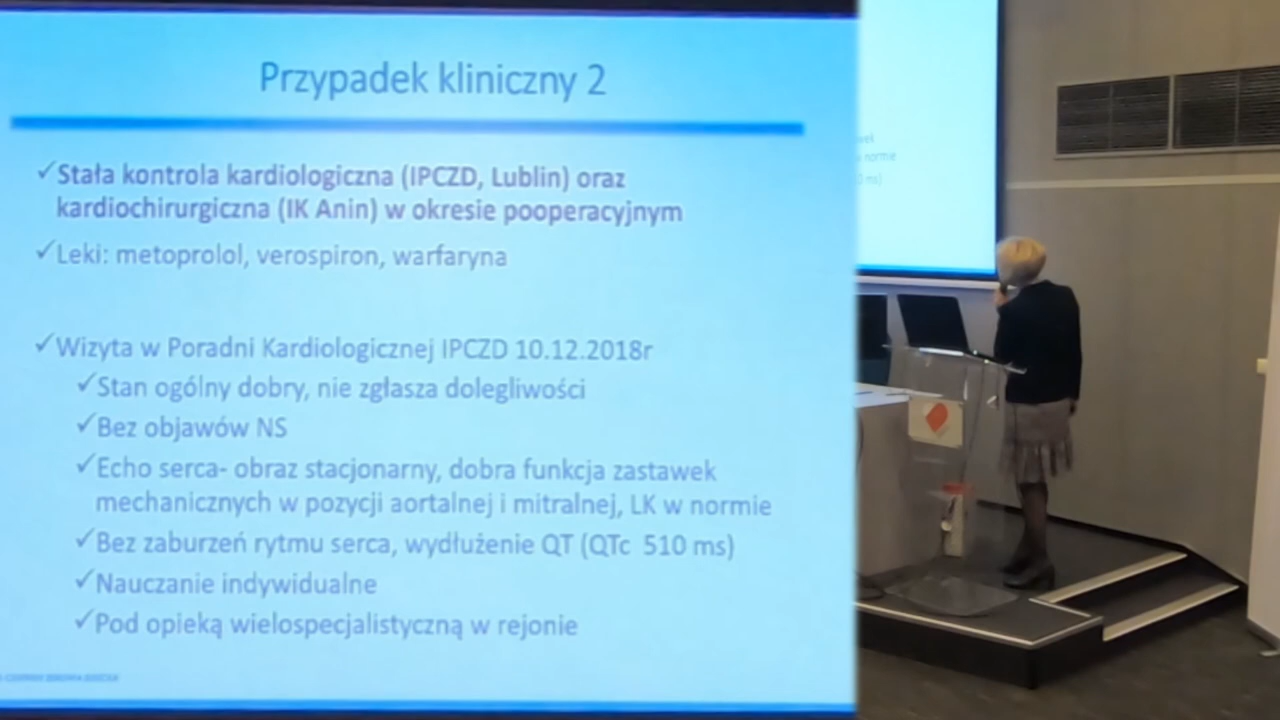 Przypadek kliniczny 2
✓Stała kontrola kardiologiczna (IPCZD, Lublin) oraz
kardiochirurgiczna (IK Anin) w okresie pooperacyjnym
✓Leki: metoprolol, verospiron, warfaryna
✓Wizyta w Poradni Kardiologicznej IPCZD 10.12.2018r
✓Stan ogólny dobry, nie zgłasza dolegliwości
✓Bez objawów NS
✓Echo serca- obraz stacjonarny, dobra funkcja zastawek
mechanicznych w pozycji aortalnej i mitralnej, LK w normie
✓Bez zaburzeń rytmu serca, wydłużenie QT (QTc 510 ms)
✓Nauczanie indywidualne
✓Pod opieką wielospecjalistyczną w rejonie
normie